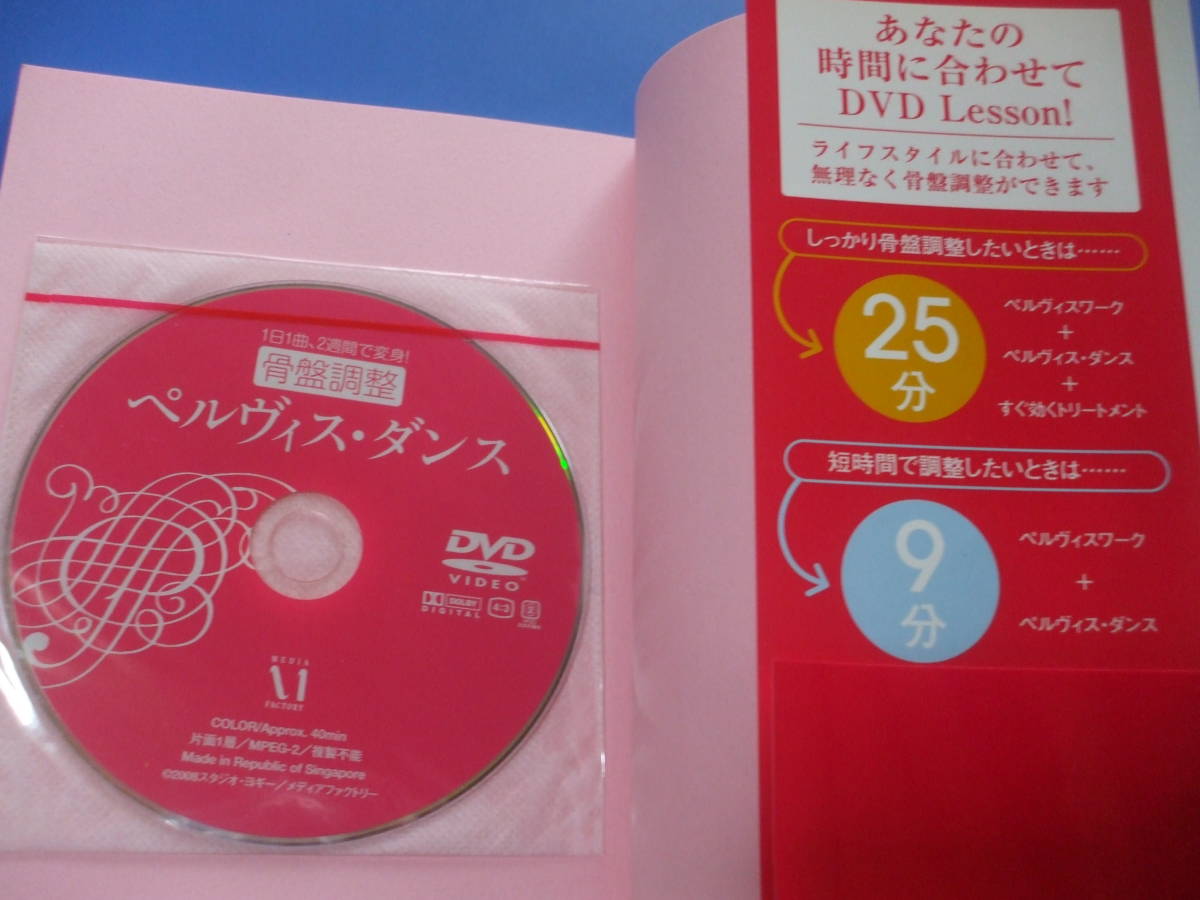 1日1曲、2週間で変身!
骨盤調整
ペルヴィス・ダンス
DVD
VIDEO
DOLBY
DIGITAL
4:3
2
MEDIA
FACTORY
COLOR/Approx. 40min
片面1層/MPEG-2/複製不能
Made in Republic of Singapore
©2008スタジオ・ヨギー/メディアファクトリー
あなたの
時間に合わせて
DVD Lesson!
ライフスタイルに合わせて、
無理なく骨盤調整ができます
しっかり骨盤調整したいときは……
25
分
ペルヴィスワーク
+
ペルヴィス・ダンス
+
すぐ効くトリートメント
短時間で調整したいときは……
9
分
ペルヴィスワーク
+
ペルヴィス・ダンス